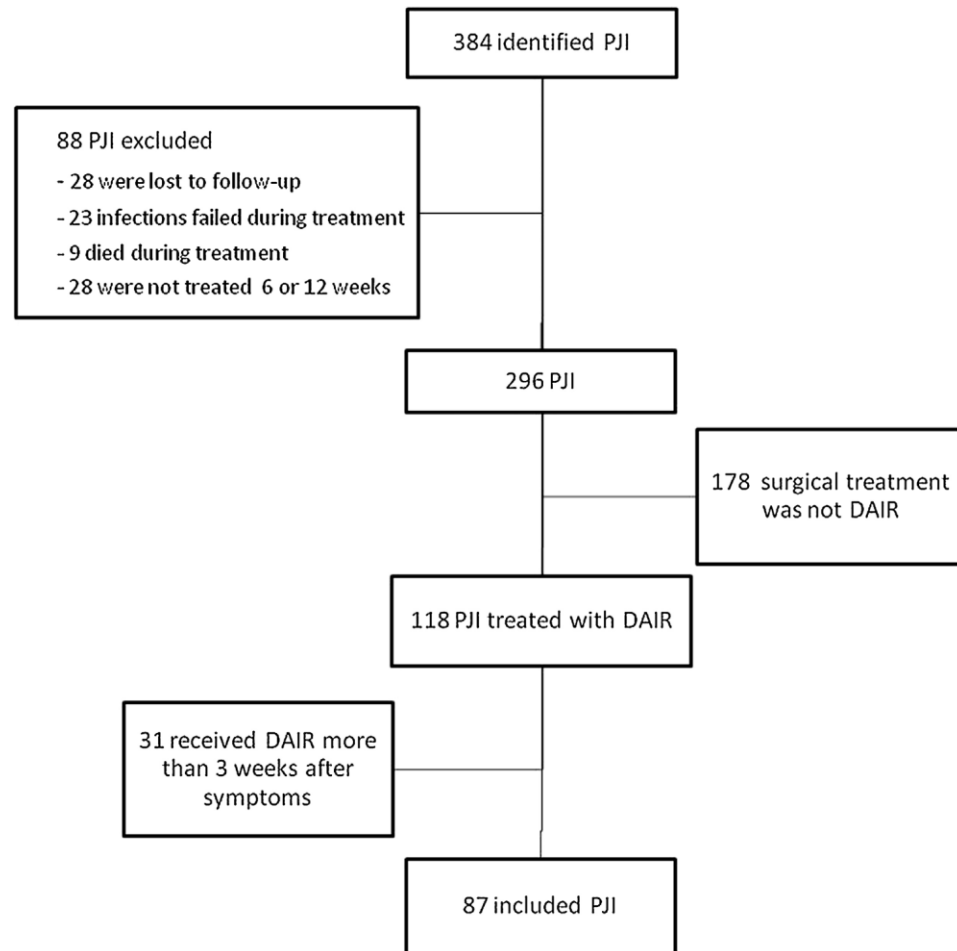 384 identified PJI
88 PJI excluded
- 28 were lost to follow-up
- 23 infections failed during treatment
- 9 died during treatment
- 28 were not treated 6 or 12 weeks
296 PJI
178 surgical treatment
was not DAIR
118 PJI treated with DAIR
31 received DAIR more
than 3 weeks after
symptoms
87 included PJI